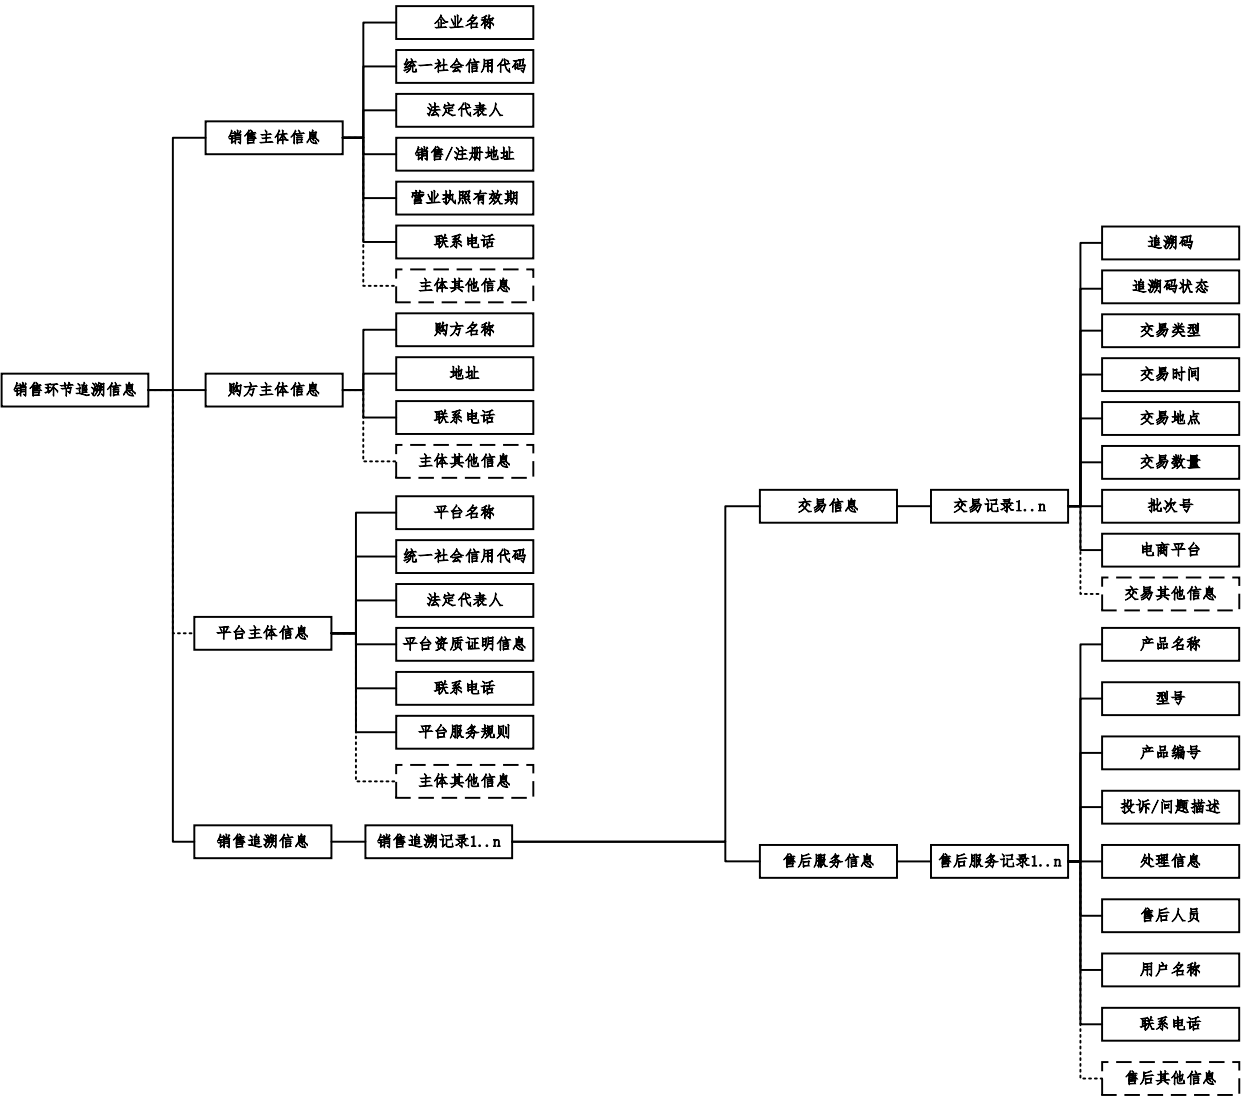 销售环节追溯信息
销售主体信息
企业名称
统一社会信用代码
法定代表人
销售/注册地址
营业执照有效期
联系电话
主体其他信息
购方主体信息
购方名称
地址
联系电话
主体其他信息
平台主体信息
平台名称
统一社会信用代码
法定代表人
平台资质证明信息
联系电话
平台服务规则
主体其他信息
销售追溯信息
销售追溯记录1..n
交易信息
交易记录1..n
追溯码
追溯码状态
交易类型
交易时间
交易地点
交易数量
批次号
电商平台
交易其他信息
售后服务信息
售后服务记录1..n
产品名称
型号
产品编号
投诉/问题描述
处理信息
售后人员
用户名称
联系电话
售后其他信息